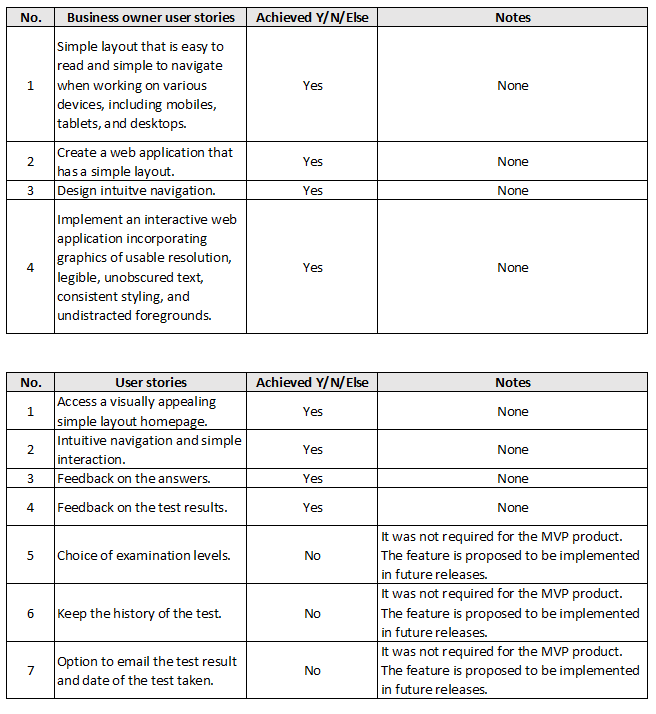 No. Business owner user stories Achieved Y/N/Else Notes
1 Simple layout that is easy to
read and simple to navigate
when working on various
devices, including mobiles,
tablets, and desktops. Yes None
2 Create a web application that
has a simple layout. Yes None
3 Design intuitve navigation. Yes None
4 Implement an interactive web
application incorporating
graphics of usable resolution,
legible, unobscured text,
consistent styling, and
undistracted foregrounds. Yes None
No. User stories Achieved Y/N/Else Notes
1 Access a visually appealing
simple layout homepage. Yes None
2 Intuitive navigation and simple
interaction. Yes None
3 Feedback on the answers. Yes None
4 Feedback on the test results. Yes None
5 Choice of examination levels. No It was not required for the MVP product.
The feature is proposed to be implemented
in future releases.
6 Keep the history of the test. No It was not required for the MVP product.
The feature is proposed to be implemented
in future releases.
7 Option to email the test result
and date of the test taken. No It was not required for the MVP product.
The feature is proposed to be implemented
in future releases.